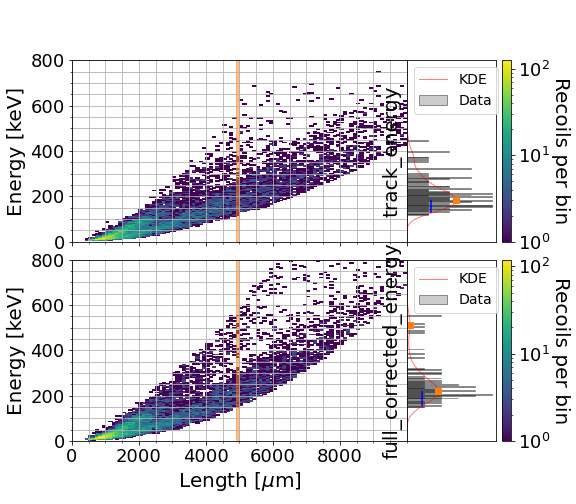 800
600
400
200
0
Energy [keV]
track_energy
KDE
Data
10²
10¹
10⁰
Recoils per bin
800
600
400
200
0
Energy [keV]
full_corrected_energy
KDE
Data
10²
10¹
10⁰
Recoils per bin
0
2000
4000
6000
8000
Length [μm]